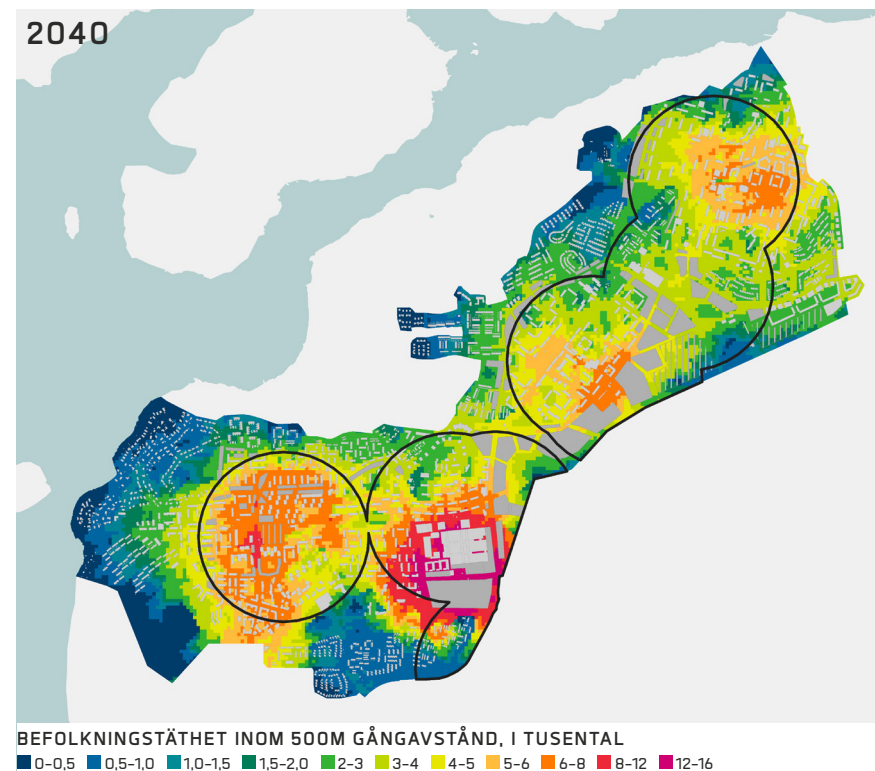 2040
BEFOLKNINGSTÄTHET INOM 500M GÅNGAVSTÅND, I TUSENTAL
0-0,5 0,5-1,0 1,0-1,5 1,5-2,0 2-3 3-4 4-5 5-6 6-8 8-12 12-16